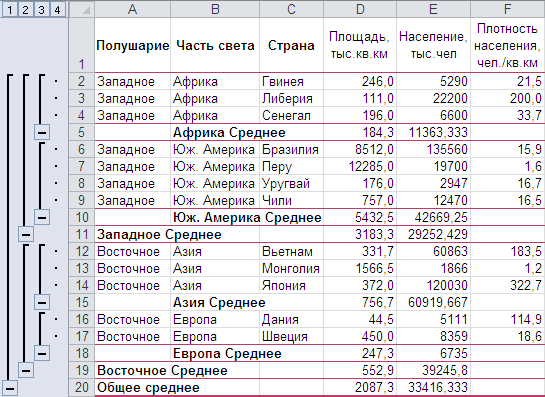 1 2 3 4
A B C D E F
1 Полушарие Часть света Страна Площадь, тыс.кв.км Население, тыс.чел Плотность населения, чел./кв.км
2 Западное Африка Гвинея 246,0 5290 21,5
3 Западное Африка Либерия 111,0 22200 200,0
4 Западное Африка Сенегал 196,0 6600 33,7
5 Африка Среднее 184,3 11363,333
6 Западное Юж. Америка Бразилия 8512,0 135560 15,9
7 Западное Юж. Америка Перу 12285,0 19700 1,6
8 Западное Юж. Америка Уругвай 176,0 2947 16,7
9 Западное Юж. Америка Чили 757,0 12470 16,5
10 Юж. Америка Среднее 5432,5 42669,25
11 Западное Среднее 3183,3 29252,429
12 Восточное Азия Вьетнам 331,7 60863 183,5
13 Восточное Азия Монголия 1566,5 1866 1,2
14 Восточное Азия Япония 372,0 120030 322,7
15 Азия Среднее 756,7 60919,667
16 Восточное Европа Дания 44,5 5111 114,9
17 Восточное Европа Швеция 450,0 8359 18,6
18 Европа Среднее 247,3 6735
19 Восточное Среднее 552,9 39245,8
20 Общее среднее 2087,3 33416,333